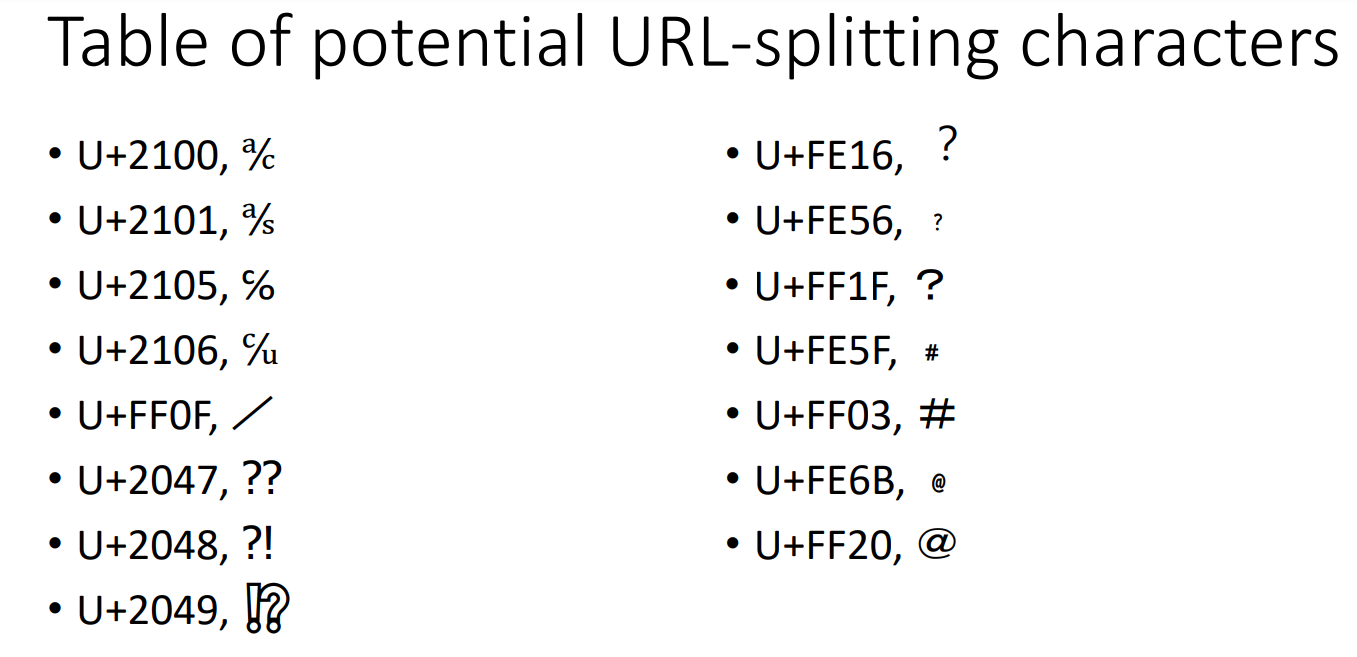 Table of potential URL-splitting characters
• U+2100, ℀
• U+2101, ℁
• U+2105, ℅
• U+2106, ℆
• U+FF0F, ／
• U+2047, ⁇
• U+2048, ⁈
• U+2049, ⁉
• U+FE16, ︖
• U+FE56, ﹖
• U+FF1F, ？
• U+FE5F, ﹟
• U+FF03, ＃
• U+FE6B, ﹫
• U+FF20, ＠